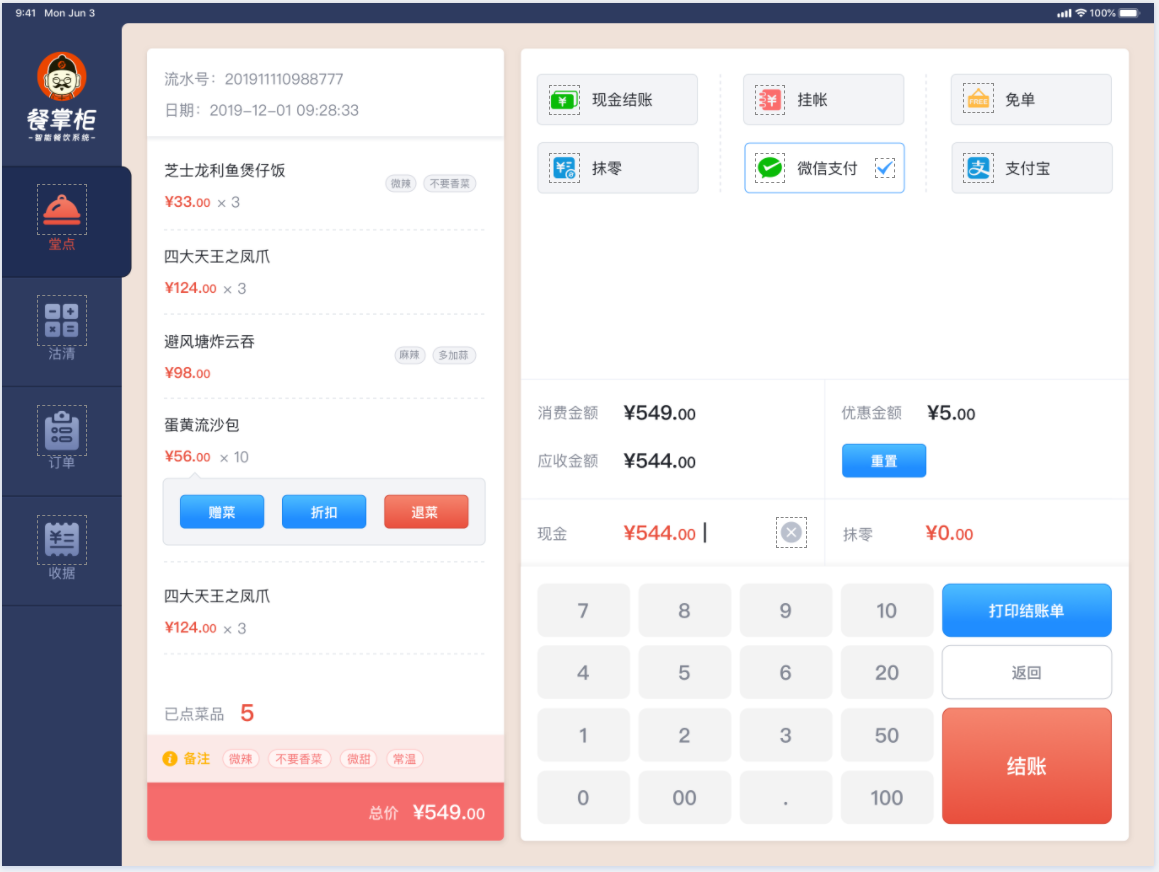 9:41 Mon Jun 3
100%
餐掌柜
-智能餐饮系统-
堂点
沽清
订单
收据
流水号：201911110988777
日期：2019-12-01 09:28:33
芝士龙利鱼煲仔饭
微辣 不要香菜
¥33.00 × 3
四大天王之凤爪
¥124.00 × 3
避风塘炸云吞
麻辣 多加蒜
¥98.00
蛋黄流沙包
¥56.00 × 10
赠菜 折扣 退菜
四大天王之凤爪
¥124.00 × 3
已点菜品 5
备注 微辣 不要香菜 微甜 常温
总价 ¥549.00
现金结账 挂帐 免单
抹零 微信支付 支付宝
消费金额 ¥549.00 优惠金额 ¥5.00
应收金额 ¥544.00 重置
现金 ¥544.00 抹零 ¥0.00
7 8 9 10 打印结账单
4 5 6 20 返回
1 2 3 50
结账
0 00 . 100